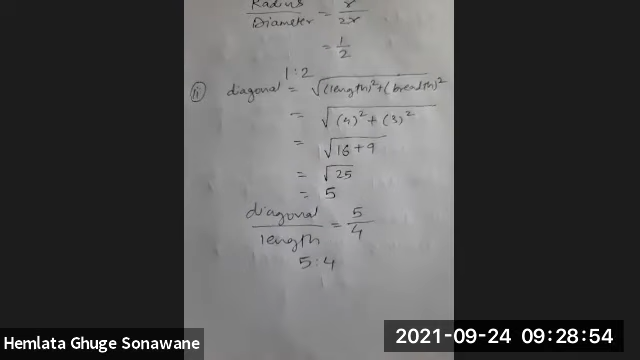 Radius/Diameter = r/2r
= 1/2
1:2
(ii) diagonal = √(length)²+(breadth)²
= √(4)²+(3)²
= √16+9
= √25
= 5
diagonal/length = 5/4
5:4
Hemlata Ghuge Sonawane
2021-09-24 09:28:54